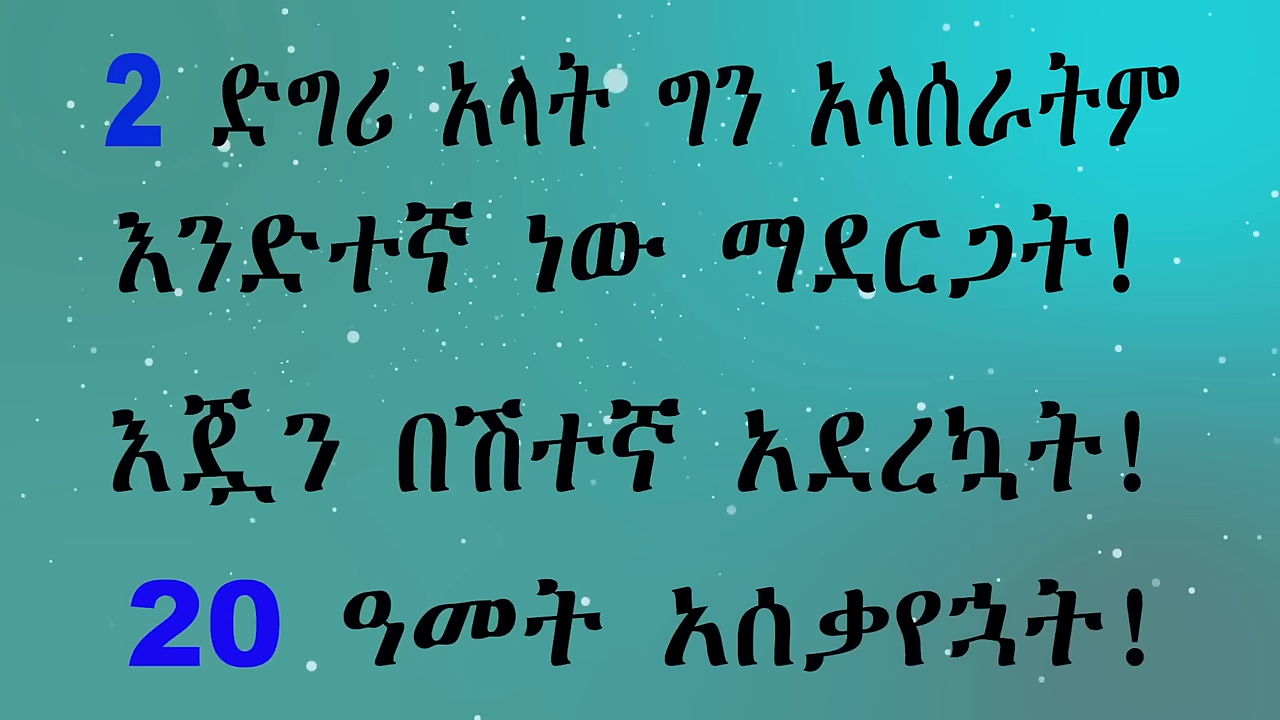 2 ድግሪ አላት ግን አላሰራትም
እንድተኛ ነው ማደርጋት!
እጇን በሽተኛ አደረኳት!
20 ዓመት አሰቃየኋት!